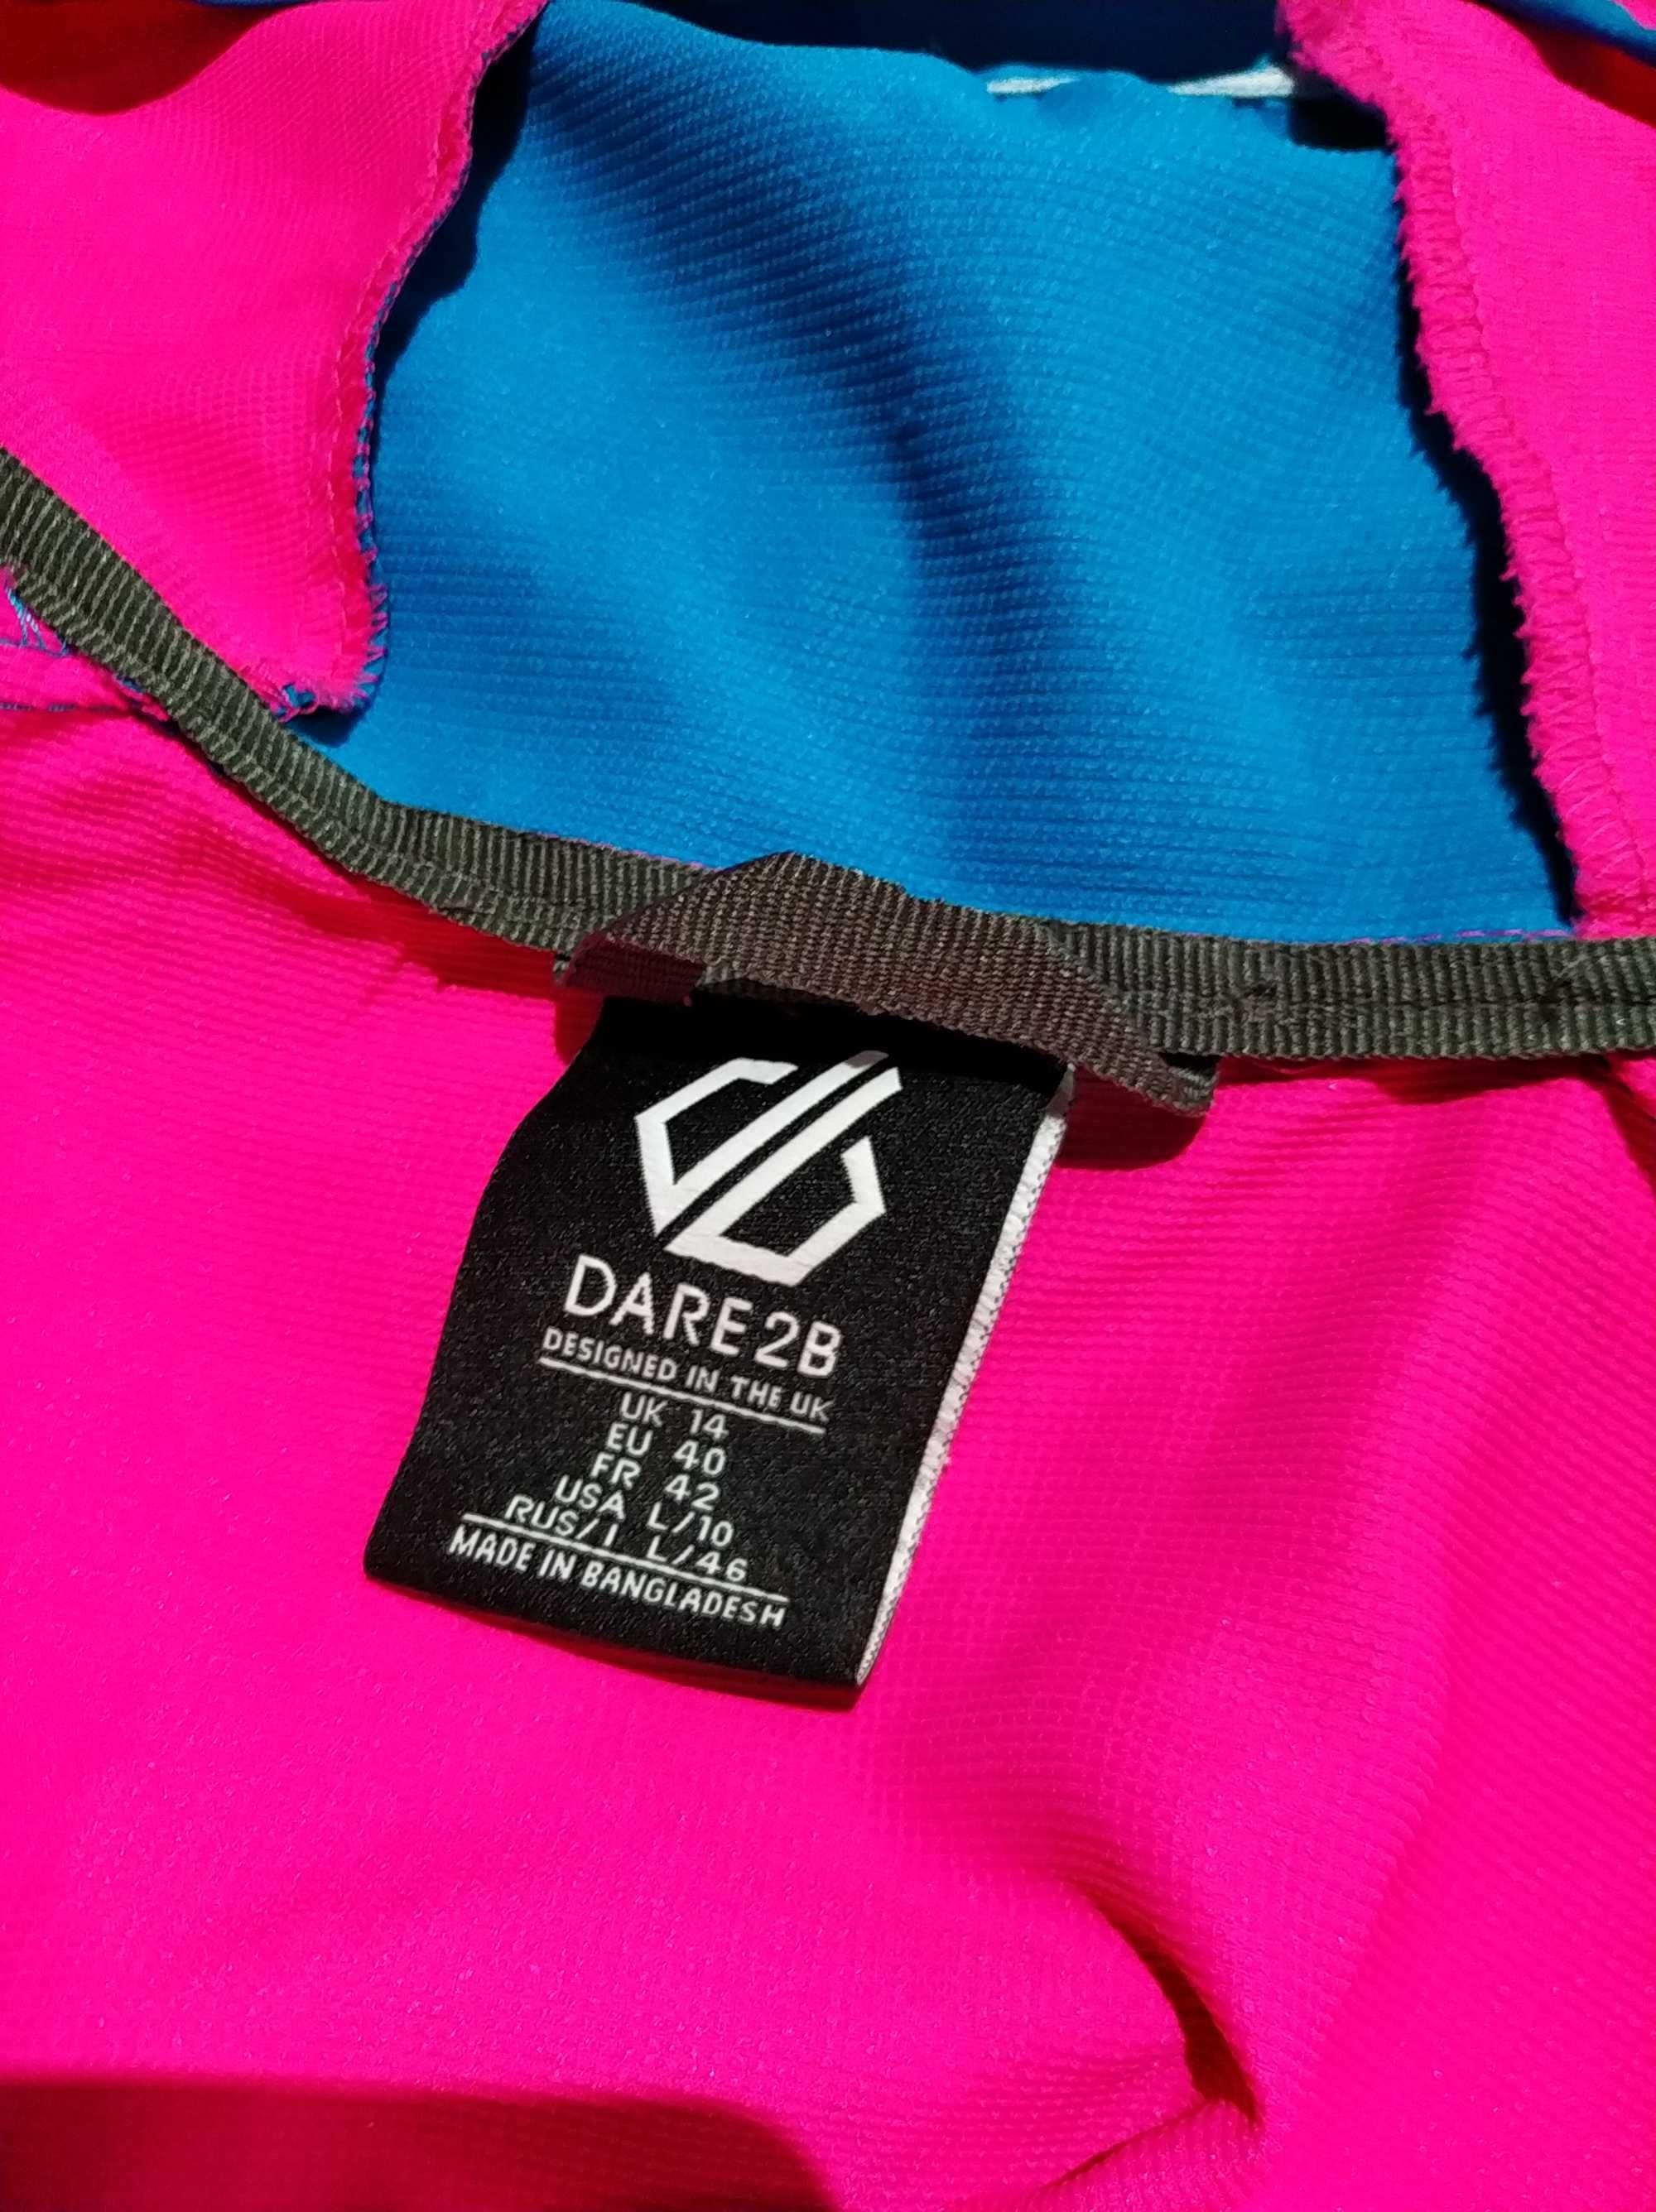 DARE2B
DESIGNED IN THE UK
UK 14
EU 40
FR 42
USA L/10
RUS/I L/46
MADE IN BANGLADESH